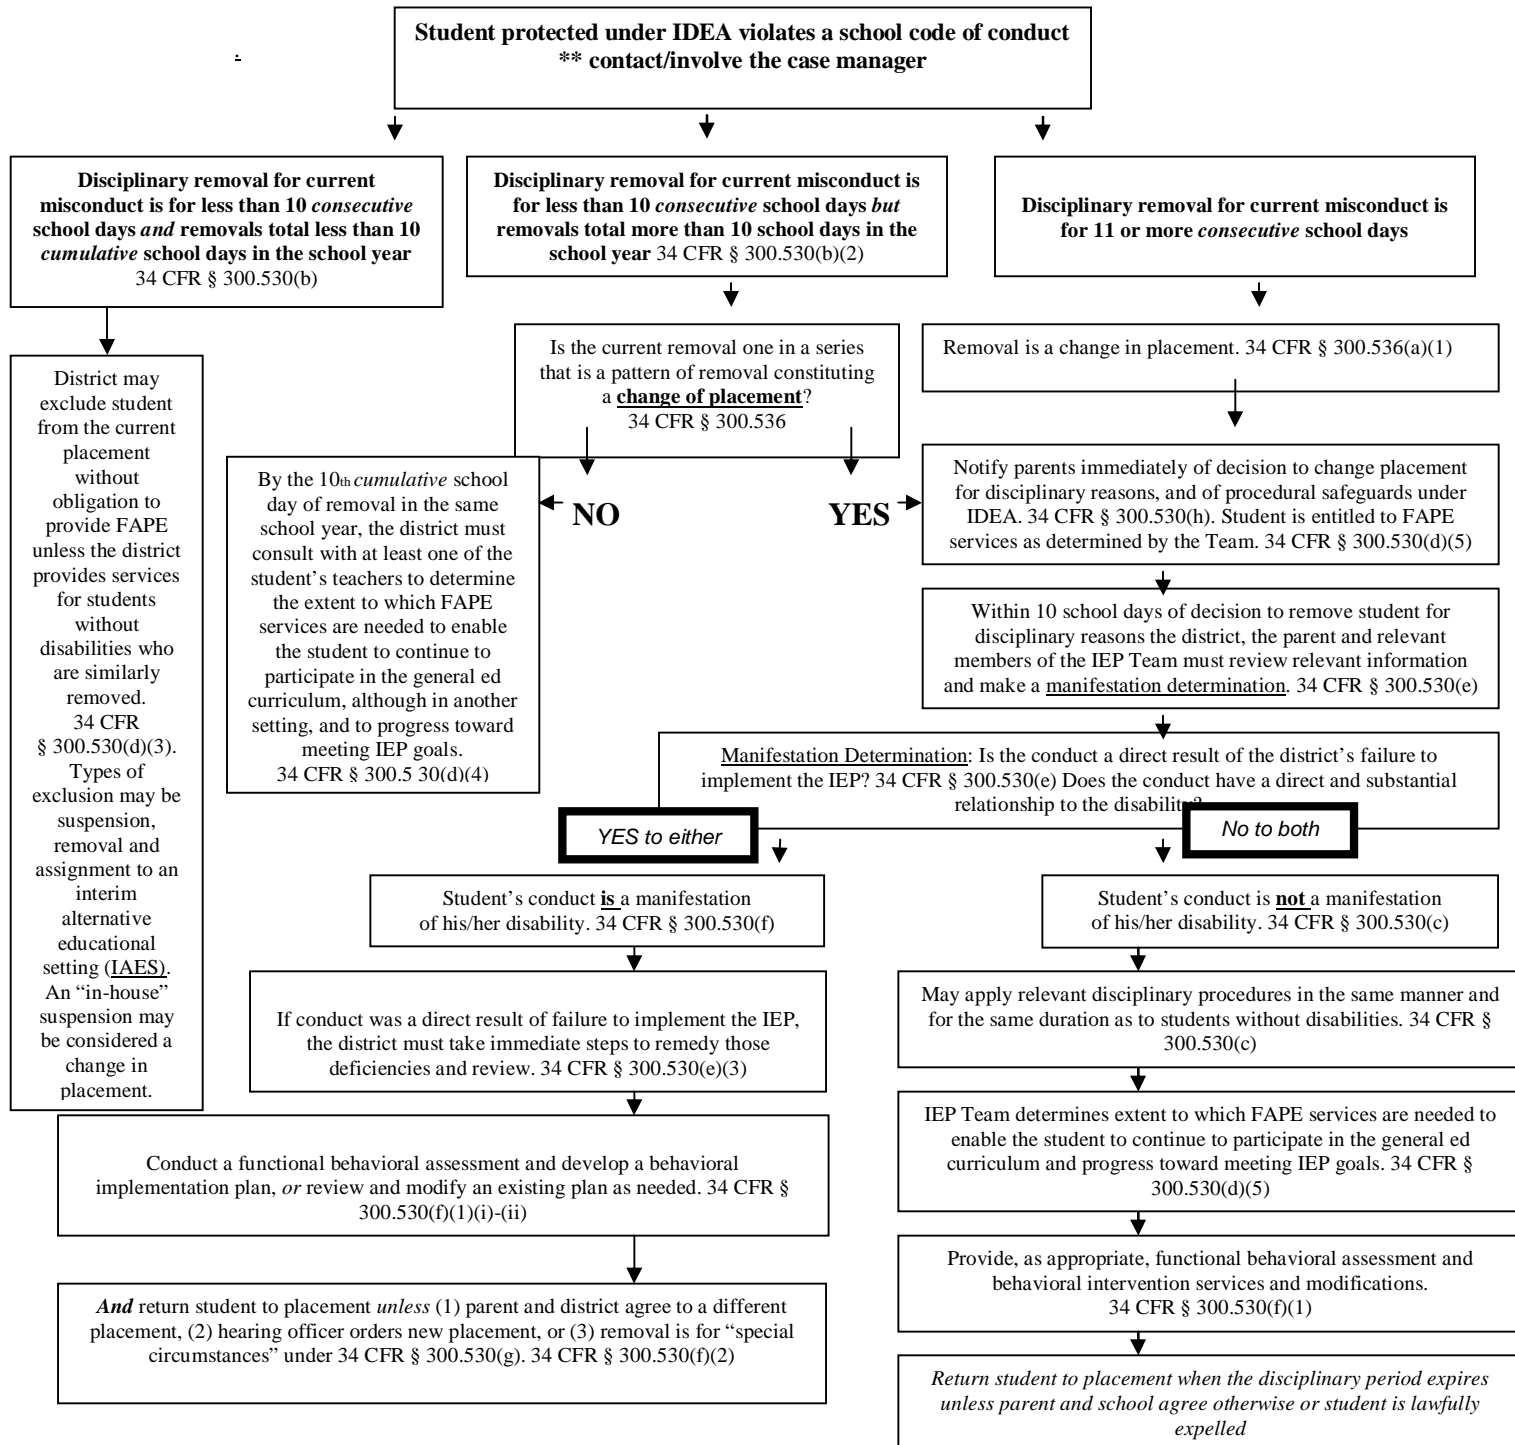 Student protected under IDEA violates a school code of conduct
** contact/involve the case manager
.
Disciplinary removal for current
misconduct is for less than 10 consecutive
school days and removals total less than 10
cumulative school days in the school year
34 CFR § 300.530(b)
Disciplinary removal for current misconduct is
for less than 10 consecutive school days but
removals total more than 10 school days in the
school year 34 CFR § 300.530(b)(2)
Disciplinary removal for current misconduct is
for 11 or more consecutive school days
District may
exclude student
from the current
placement
without
obligation to
provide FAPE
unless the district
provides services
for students
without
disabilities who
are similarly
removed.
34 CFR
§ 300.530(d)(3).
Types of
exclusion may be
suspension,
removal and
assignment to an
interim
alternative
educational
setting (IAES).
An “in-house”
suspension may
be considered a
change in
placement.
Is the current removal one in a series
that is a pattern of removal constituting
a change of placement?
34 CFR § 300.536
NO
YES
By the 10th cumulative school
day of removal in the same
school year, the district must
consult with at least one of the
student’s teachers to determine
the extent to which FAPE
services are needed to enable
the student to continue to
participate in the general ed
curriculum, although in another
setting, and to progress toward
meeting IEP goals.
34 CFR § 300.5 30(d)(4)
Removal is a change in placement. 34 CFR § 300.536(a)(1)
Notify parents immediately of decision to change placement
for disciplinary reasons, and of procedural safeguards under
IDEA. 34 CFR § 300.530(h). Student is entitled to FAPE
services as determined by the Team. 34 CFR § 300.530(d)(5)
Within 10 school days of decision to remove student for
disciplinary reasons the district, the parent and relevant
members of the IEP Team must review relevant information
and make a manifestation determination. 34 CFR § 300.530(e)
Manifestation Determination: Is the conduct a direct result of the district’s failure to
implement the IEP? 34 CFR § 300.530(e) Does the conduct have a direct and substantial
relationship to the disability?
YES to either
No to both
Student’s conduct is a manifestation
of his/her disability. 34 CFR § 300.530(f)
If conduct was a direct result of failure to implement the IEP,
the district must take immediate steps to remedy those
deficiencies and review. 34 CFR § 300.530(e)(3)
Conduct a functional behavioral assessment and develop a behavioral
implementation plan, or review and modify an existing plan as needed. 34 CFR §
300.530(f)(1)(i)-(ii)
And return student to placement unless (1) parent and district agree to a different
placement, (2) hearing officer orders new placement, or (3) removal is for “special
circumstances” under 34 CFR § 300.530(g). 34 CFR § 300.530(f)(2)
Student’s conduct is not a manifestation
of his/her disability. 34 CFR § 300.530(c)
May apply relevant disciplinary procedures in the same manner and
for the same duration as to students without disabilities. 34 CFR §
300.530(c)
IEP Team determines extent to which FAPE services are needed to
enable the student to continue to participate in the general ed
curriculum and progress toward meeting IEP goals. 34 CFR §
300.530(d)(5)
Provide, as appropriate, functional behavioral assessment and
behavioral intervention services and modifications.
34 CFR § 300.530(f)(1)
Return student to placement when the disciplinary period expires
unless parent and school agree otherwise or student is lawfully
expelled